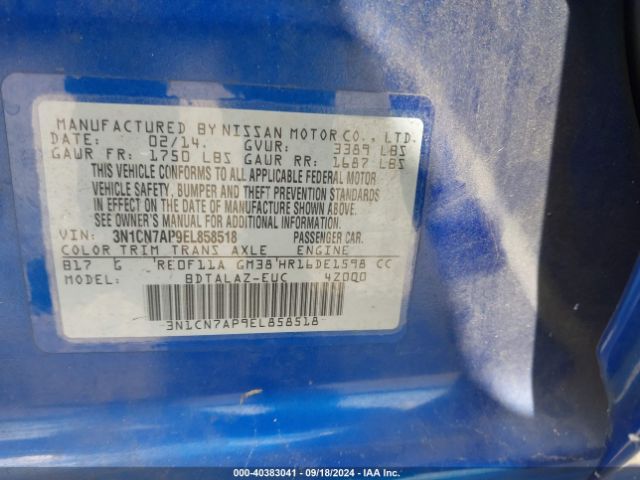 MANUFACTURED BY NISSAN MOTOR CO., LTD.
DATE: 02/14. GVWR: 3389 LBS
GAWR FR: 1750 LBS GAWR RR: 1687 LBS
THIS VEHICLE CONFORMS TO ALL APPLICABLE FEDERAL MOTOR
VEHICLE SAFETY, BUMPER AND THEFT PREVENTION STANDARDS
IN EFFECT ON THE DATE OF MANUFACTURE SHOWN ABOVE.
SEE OWNER'S MANUAL FOR ADDITIONAL INFORMATION.
VIN: 3N1CN7AP9EL858518 PASSENGER CAR.
COLOR TRIM TRANS AXLE ENGINE
B17 G RE0F11A GM38 HR16DE1598 CC
MODEL: BDTALAZ-EUC 4Z0Q0
3N1CN7AP9EL858518
000-40383041 - 09/18/2024 - IAA Inc.